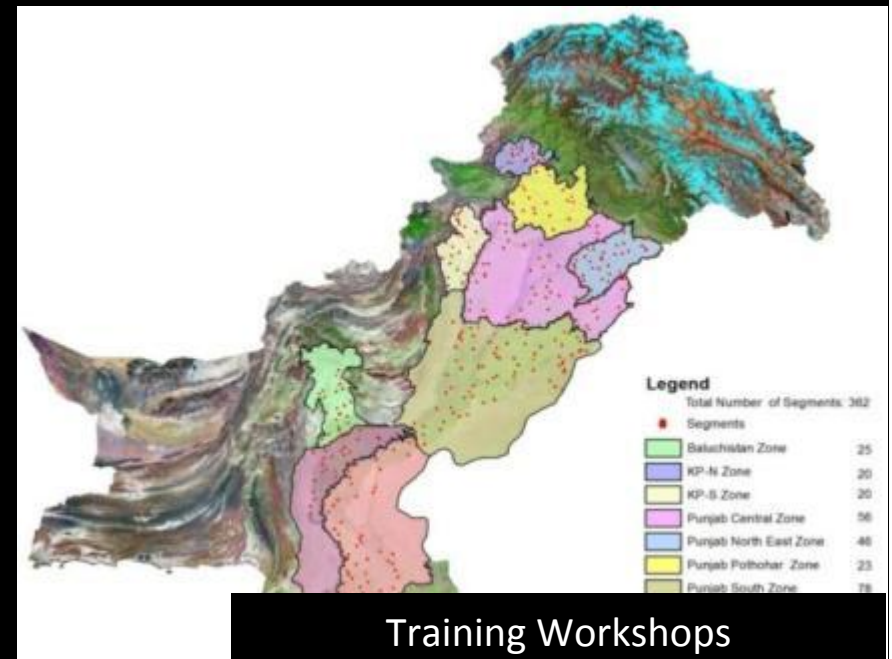 Legend
Total Number of Segments: 362
Segments
Baluchistan Zone 25
KP-N Zone 20
KP-S Zone 20
Punjab Central Zone 56
Punjab North East Zone 46
Punjab Pothohar Zone 23
Punjab South Zone 78
Training Workshops